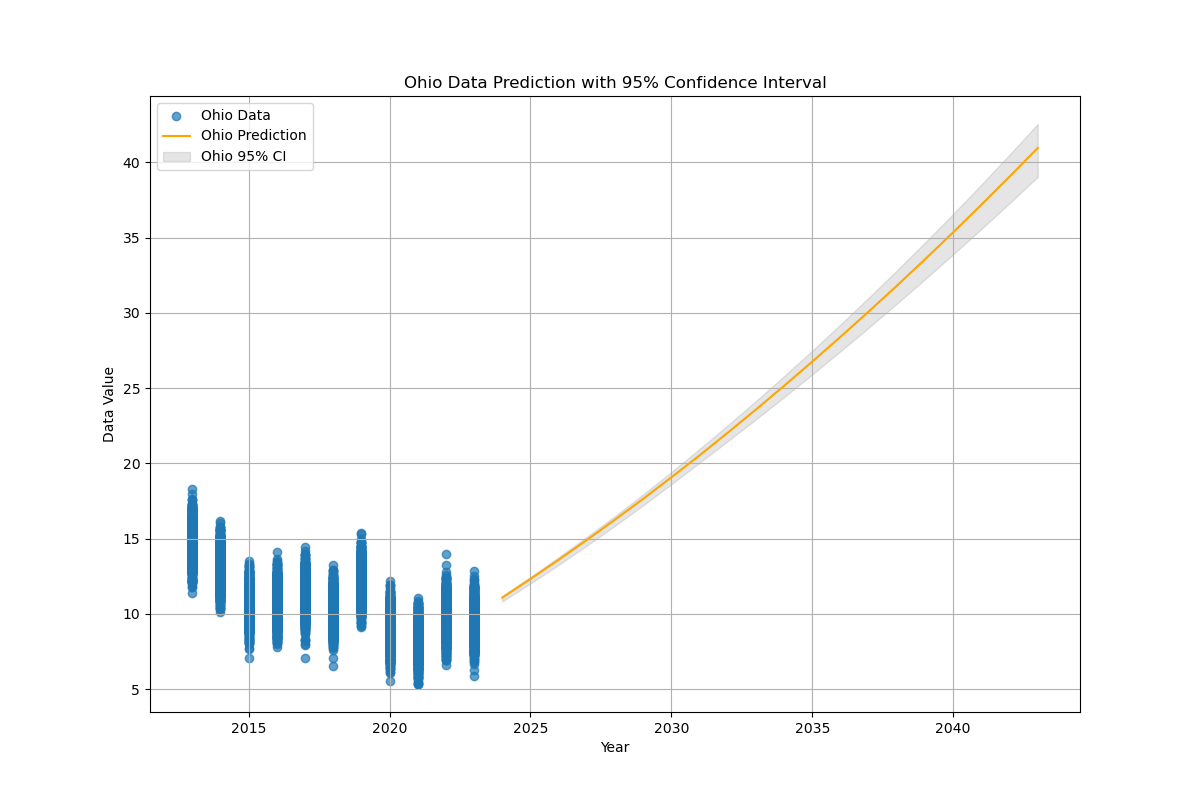 Ohio Data Prediction with 95% Confidence Interval
Ohio Data
Ohio Prediction
Ohio 95% CI
Data Value
40
35
30
25
20
15
10
5
2015 2020 2025 2030 2035 2040
Year